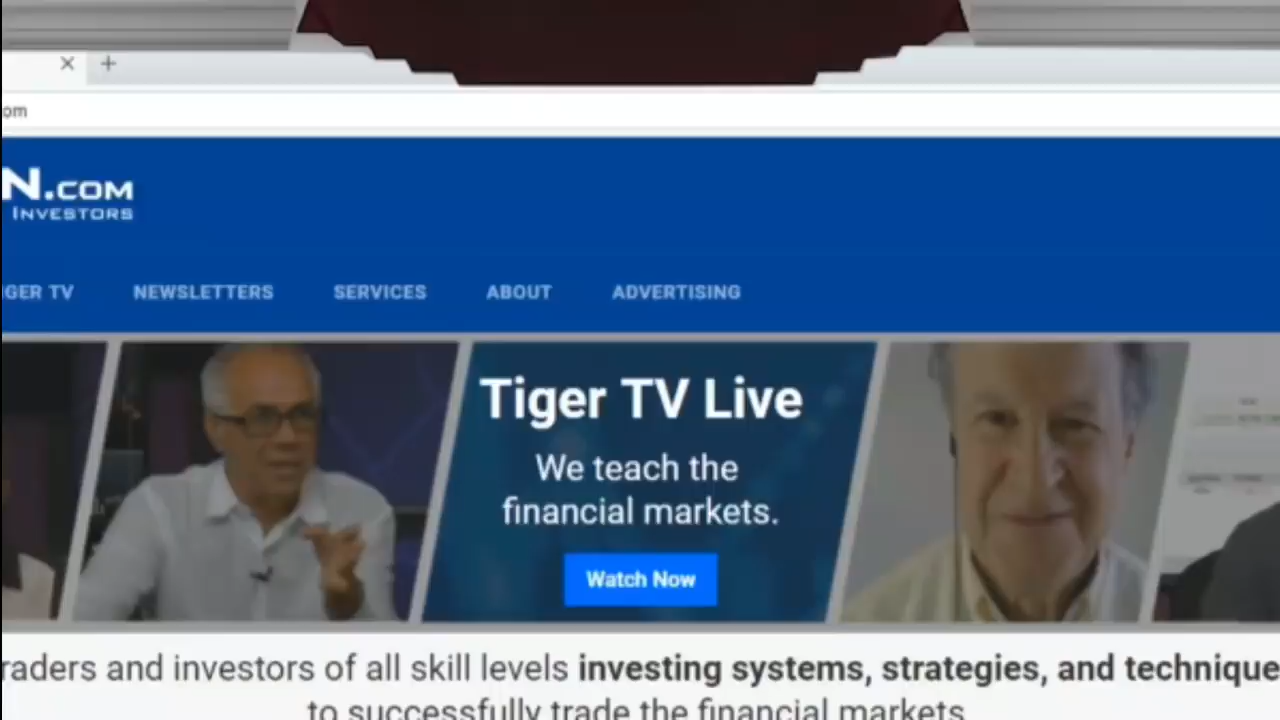 om
N.COM
INVESTORS
IGER TV NEWSLETTERS SERVICES ABOUT ADVERTISING
Tiger TV Live
We teach the
financial markets.
Watch Now
raders and investors of all skill levels investing systems, strategies, and technique
to successfully trade the financial markets